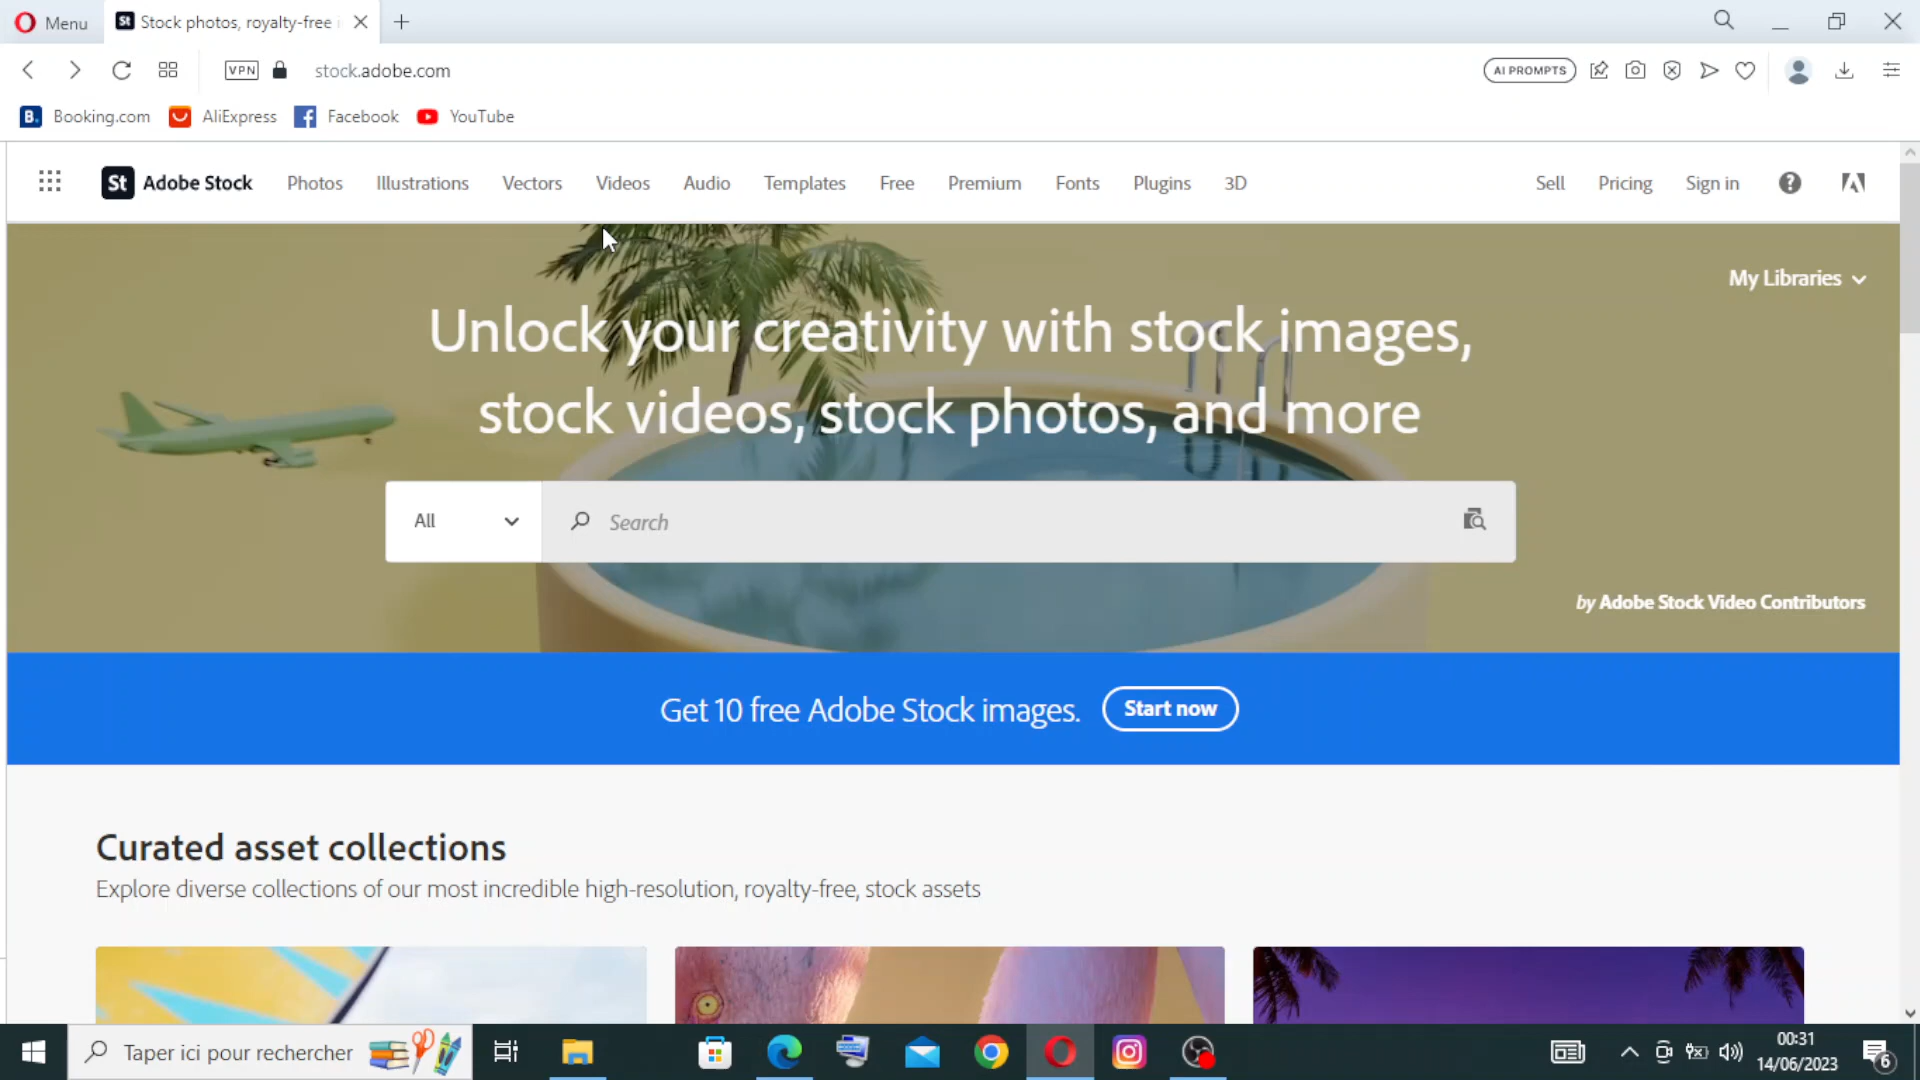 Menu
St Stock photos, royalty-free i
VPN
stock.adobe.com
AI PROMPTS
B. Booking.com
AliExpress
Facebook
YouTube
St Adobe Stock
Photos
Illustrations
Vectors
Videos
Audio
Templates
Free
Premium
Fonts
Plugins
3D
Sell
Pricing
Sign in
My Libraries
Unlock your creativity with stock images,
stock videos, stock photos, and more
All
Search
by Adobe Stock Video Contributors
Get 10 free Adobe Stock images.
Start now
Curated asset collections
Explore diverse collections of our most incredible high-resolution, royalty-free, stock assets
Taper ici pour rechercher
00:31
14/06/2023
6